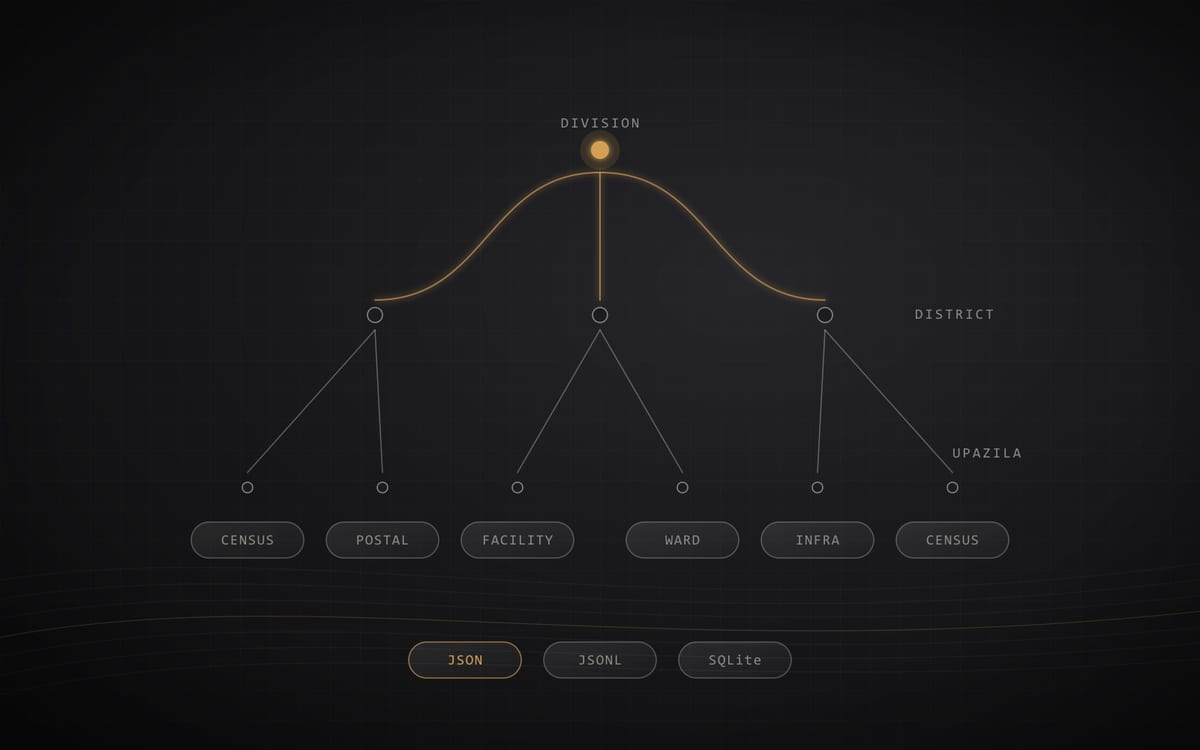 DIVISION
DISTRICT
UPAZILA
CENSUS POSTAL FACILITY WARD INFRA CENSUS
JSON JSONL SQLite